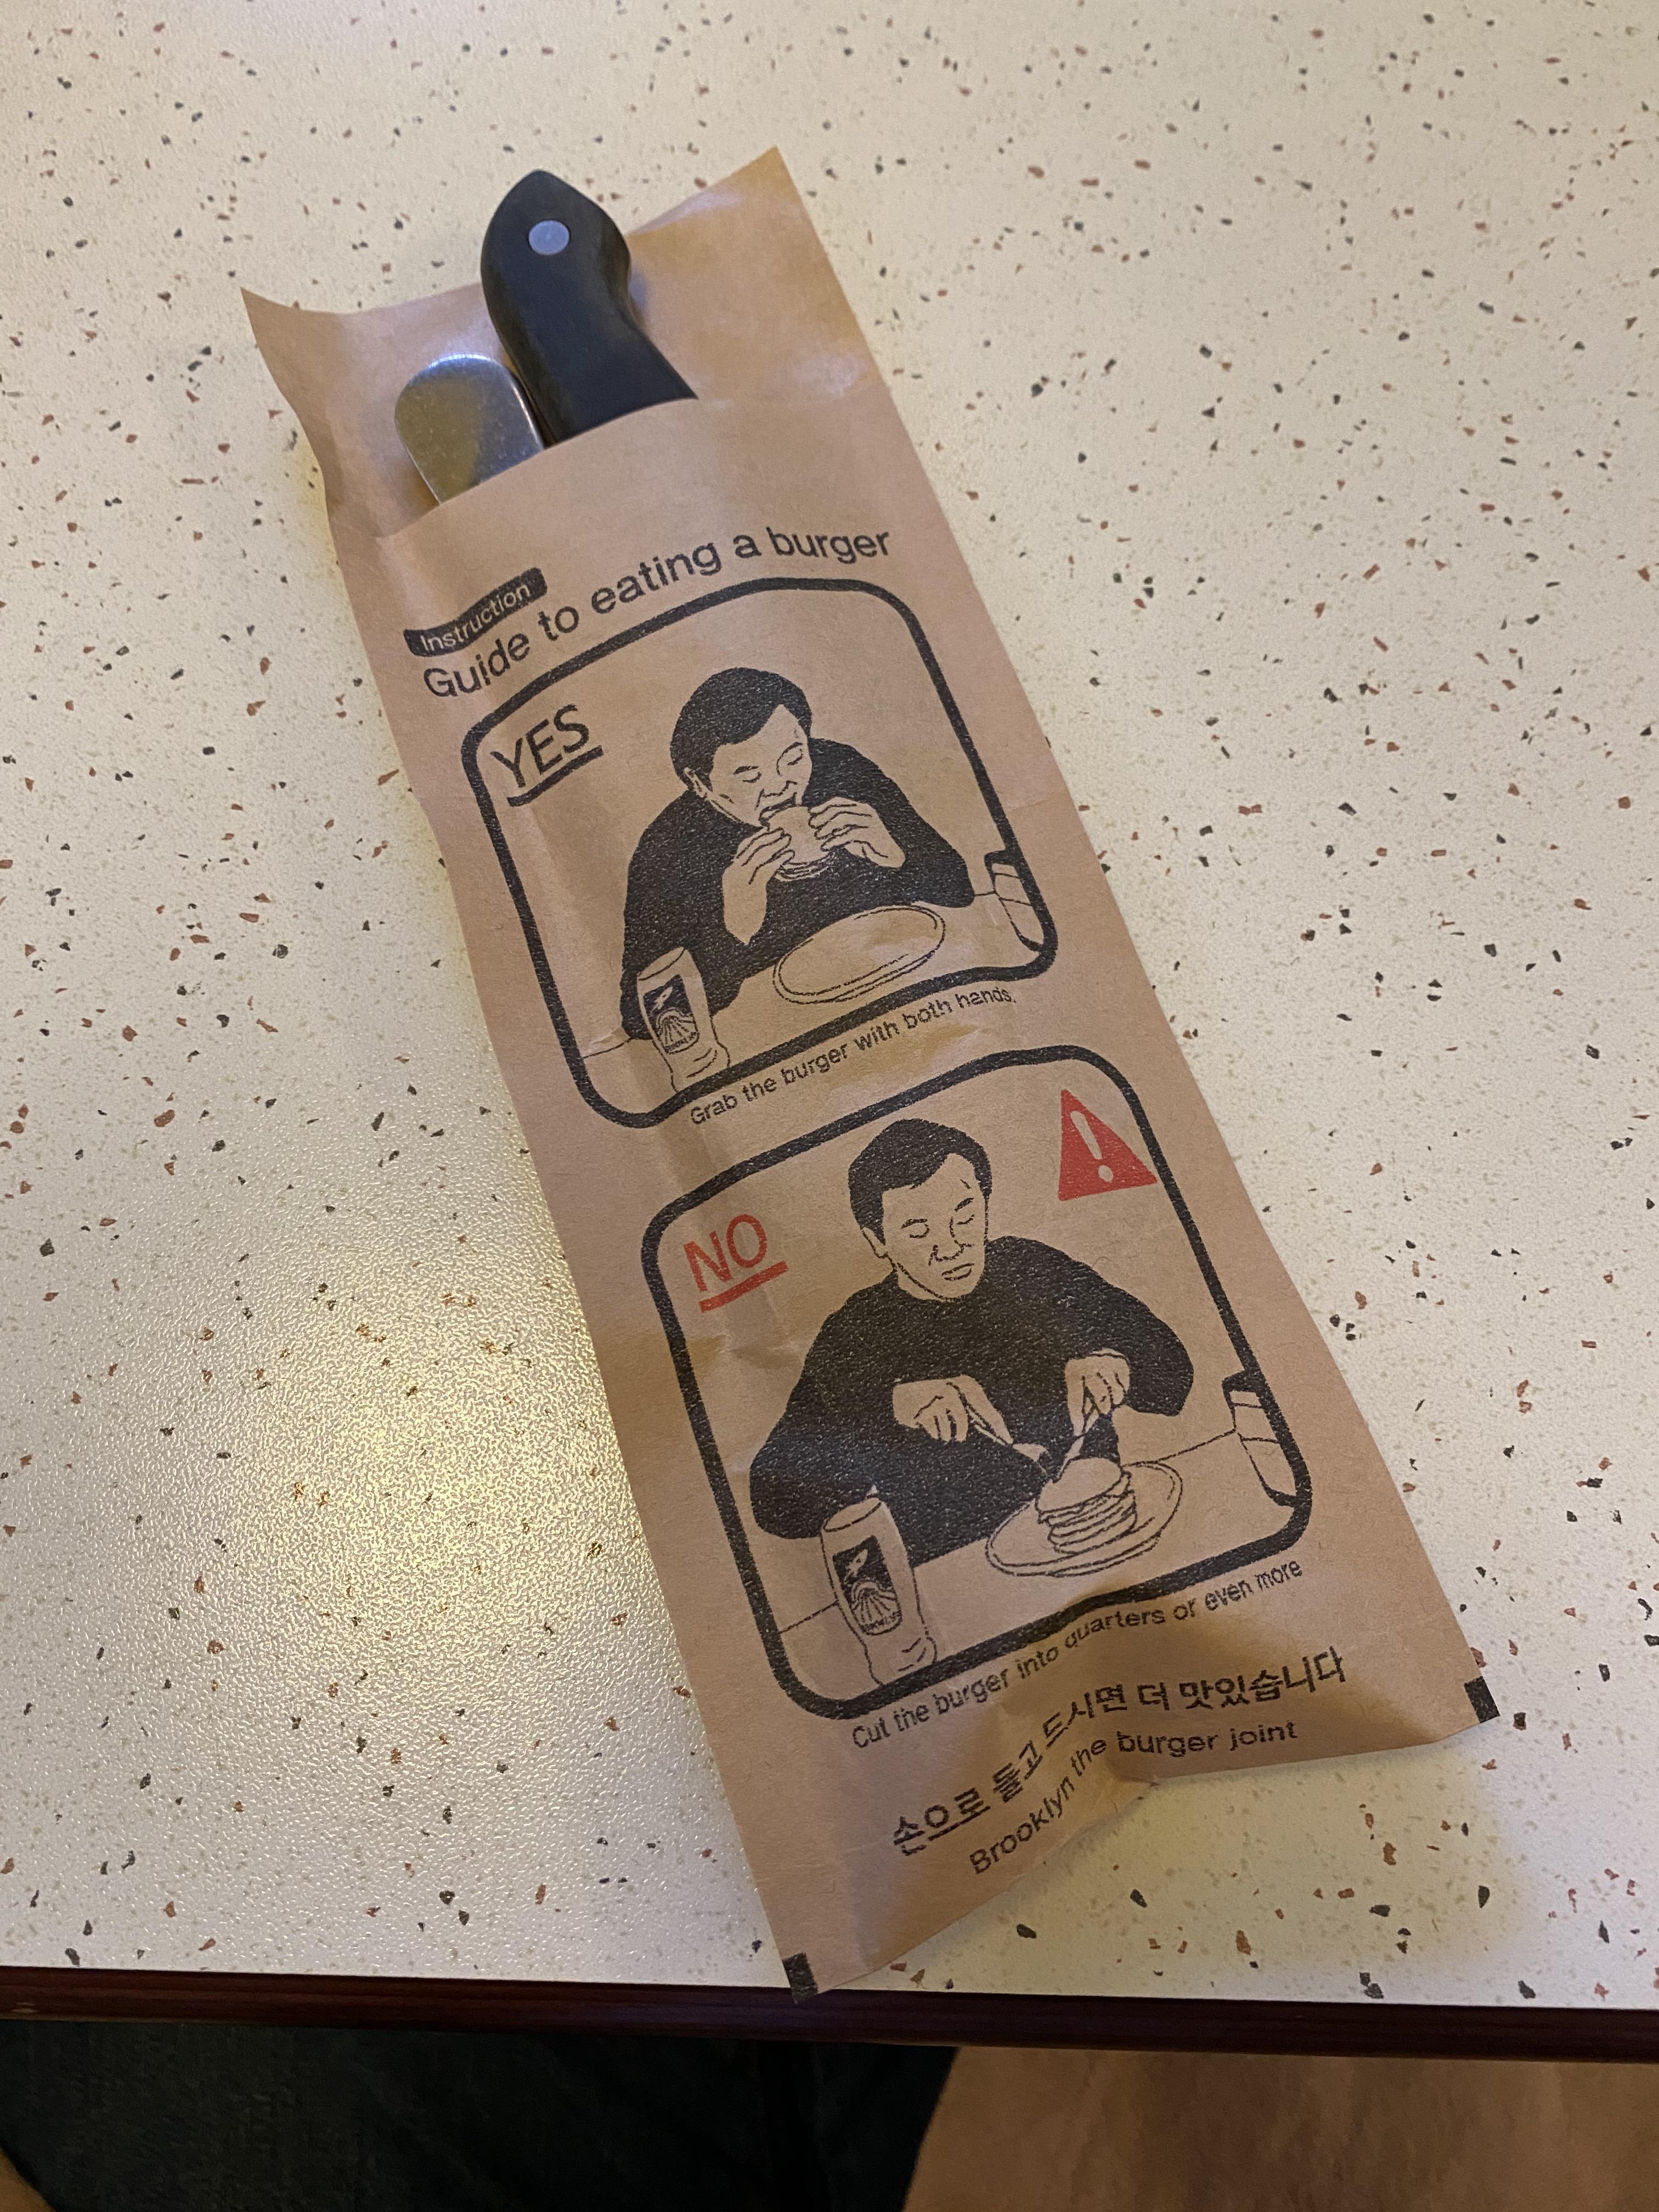 Instruction
Guide to eating a burger
YES
Grab the burger with both hands.
NO
Cut the burger into quarters or even more
손으로 들고 드시면 더 맛있습니다
Brooklyn the burger joint